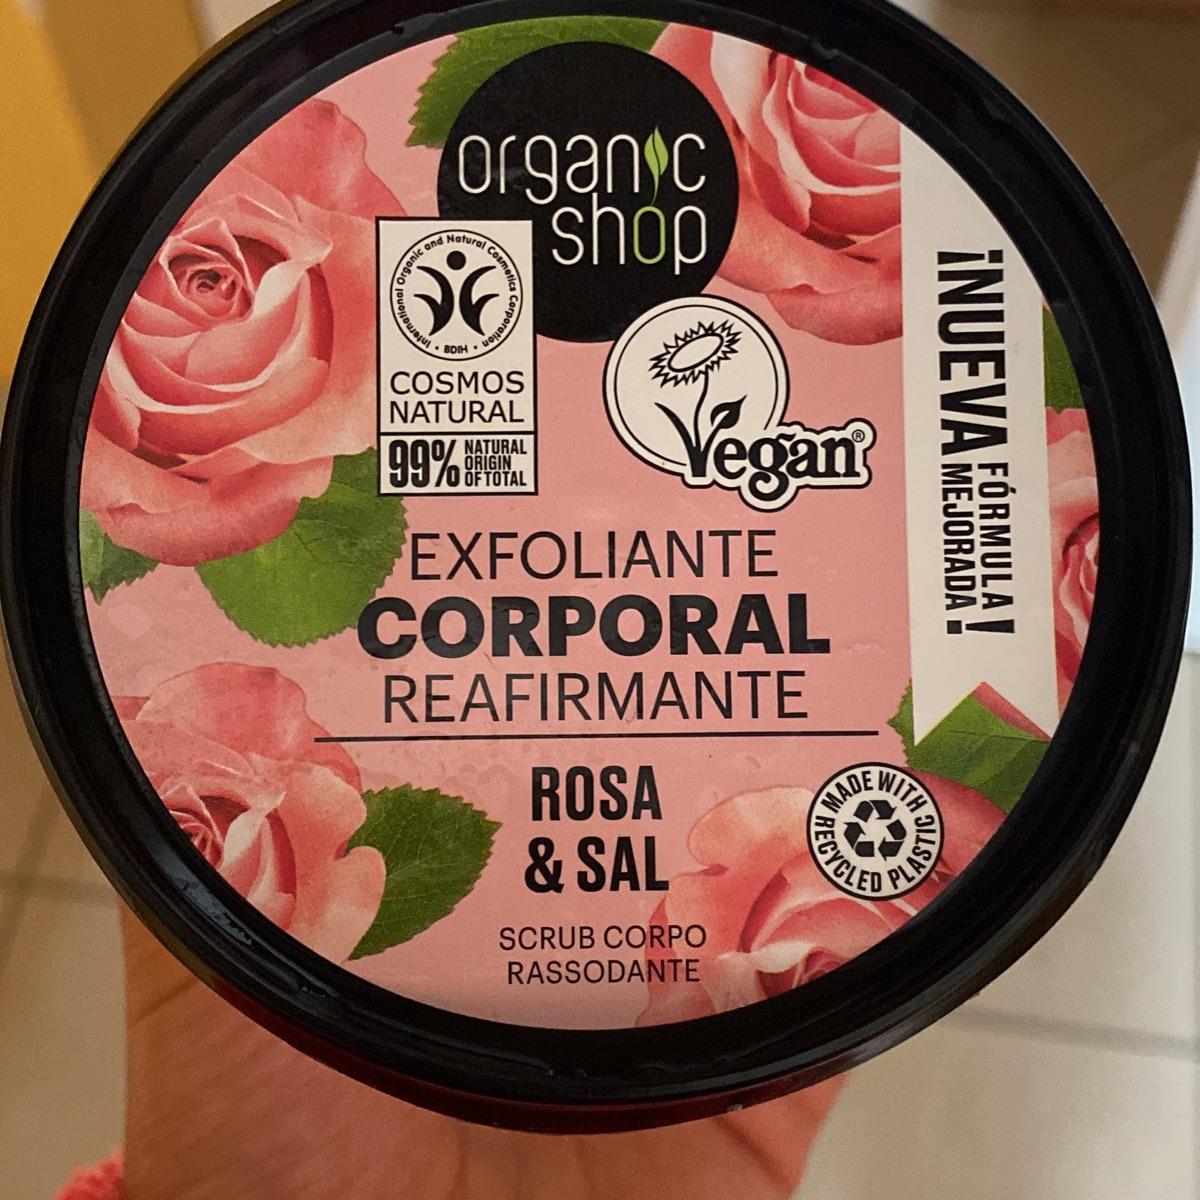 organic
shop
International Organic and Natural Cosmetics Corporation
• BDIH •
COSMOS
NATURAL
99% NATURAL
ORIGIN
OF TOTAL
Vegan®
¡NUEVA
FÓRMULA
MEJORADA!
EXFOLIANTE
CORPORAL
REAFIRMANTE
ROSA
& SAL
MADE WITH
RECYCLED PLASTIC
SCRUB CORPO
RASSODANTE